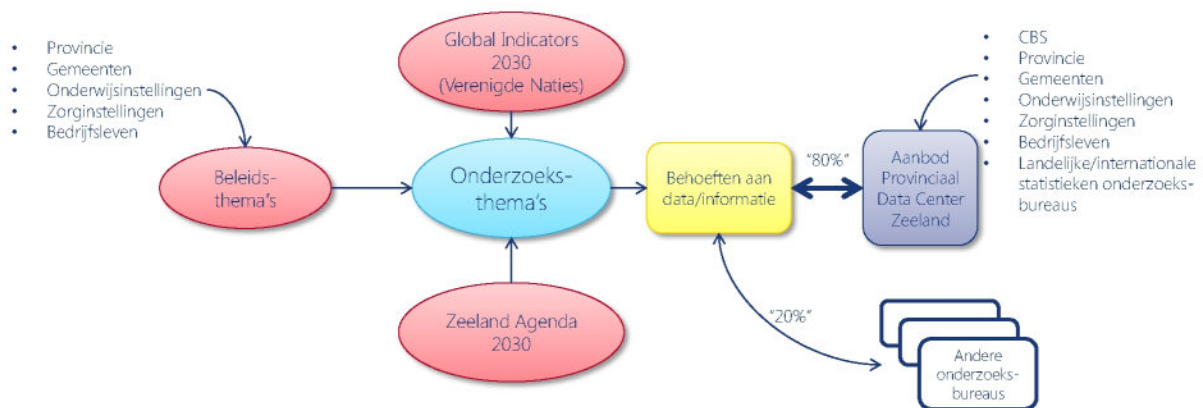 • Provincie
• Gemeenten
• Onderwijsinstellingen
• Zorginstellingen
• Bedrijfsleven
Beleids-
thema's
Global Indicators
2030
(Verenigde Naties)
Onderzoeks-
thema's
Zeeland Agenda
2030
Behoeften aan
data/informatie
"80%"
"20%"
• CBS
• Provincie
• Gemeenten
• Onderwijsinstellingen
• Zorginstellingen
• Bedrijfsleven
• Landelijke/internationale
statistieken onderzoeks-
bureaus
Aanbod
Provinciaal
Data Center
Zeeland
Andere
onderzoeks-
bureaus